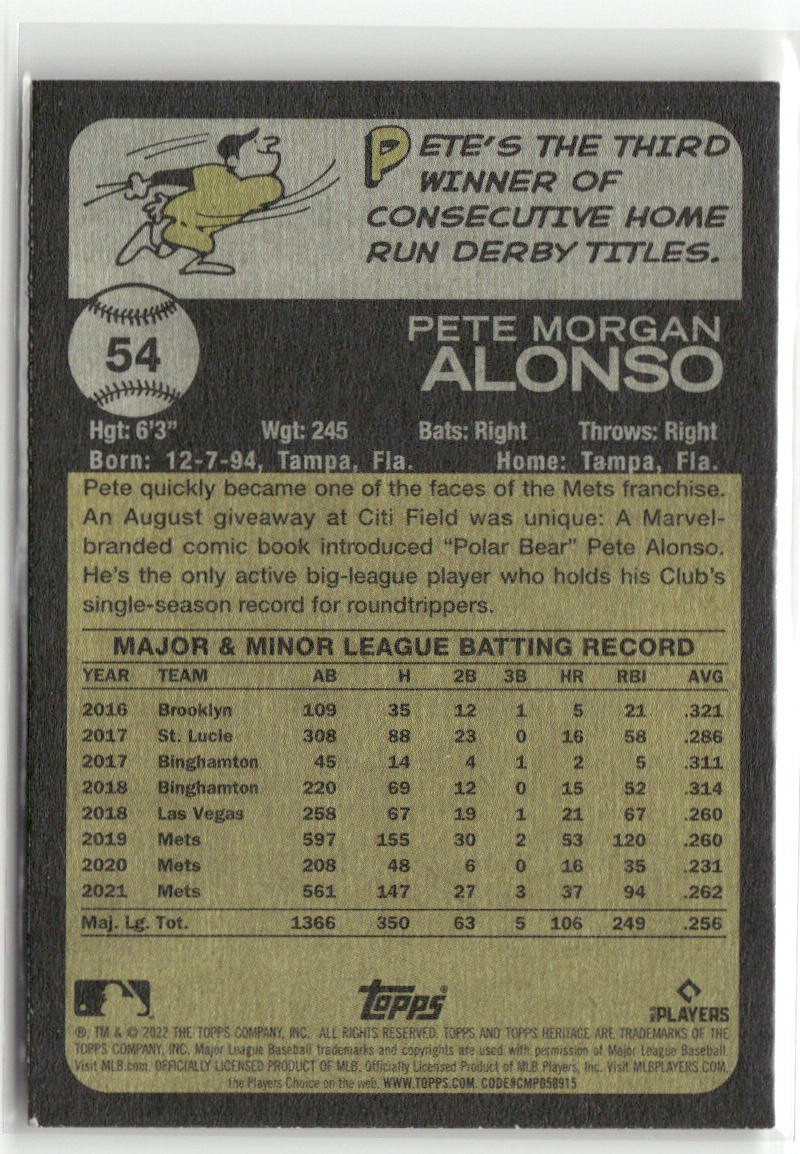 PETE'S THE THIRD
WINNER OF
CONSECUTIVE HOME
RUN DERBY TITLES.
54
PETE MORGAN
ALONSO
Hgt: 6'3" Wgt: 245 Bats: Right Throws: Right
Born: 12-7-94, Tampa, Fla. Home: Tampa, Fla.
Pete quickly became one of the faces of the Mets franchise.
An August giveaway at Citi Field was unique: A Marvel-
branded comic book introduced "Polar Bear" Pete Alonso.
He's the only active big-league player who holds his Club's
single-season record for roundtrippers.
MAJOR & MINOR LEAGUE BATTING RECORD
YEAR TEAM AB H 2B 3B HR RBI AVG
2016 Brooklyn 109 35 12 1 5 21 .321
2017 St. Lucie 308 88 23 0 16 58 .286
2017 Binghamton 45 14 4 1 2 5 .311
2018 Binghamton 220 69 12 0 15 52 .314
2018 Las Vegas 258 67 19 1 21 67 .260
2019 Mets 597 155 30 2 53 120 .260
2020 Mets 208 48 6 0 16 35 .231
2021 Mets 561 147 27 3 37 94 .262
Maj. Lg. Tot. 1366 350 63 5 106 249 .256
Topps
PLAYERS
® TM & © 2022 THE TOPPS COMPANY, INC. ALL RIGHTS RESERVED. TOPPS AND TOPPS HERITAGE ARE TRADEMARKS OF THE
TOPPS COMPANY, INC. Major League Baseball trademarks and copyrights are used with permission of Major League Baseball.
Visit MLB.com. OFFICIALLY LICENSED PRODUCT OF MLB. Officially Licensed Product of MLB Players, Inc. Visit MLBPLAYERS.COM,
the Players Choice on the web. WWW.TOPPS.COM. CODE#CMP058915